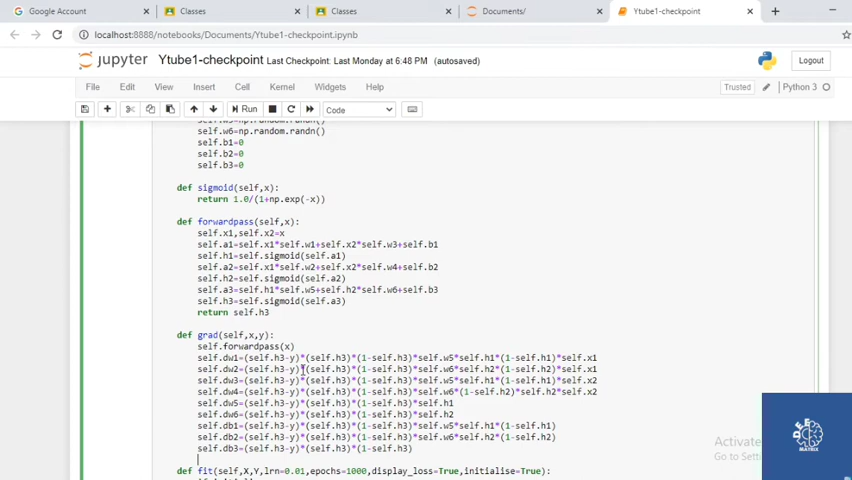 Google Account
Classes
Classes
Documents/
Ytube1-checkpoint
localhost:8888/notebooks/Documents/Ytube1-checkpoint.ipynb
jupyter Ytube1-checkpoint Last Checkpoint: Last Monday at 6:48 PM (autosaved) Logout
File Edit View Insert Cell Kernel Widgets Help Trusted Python 3
Run Code
self.w5=np.random.randn()
self.w6=np.random.randn()
self.b1=0
self.b2=0
self.b3=0
def sigmoid(self,x):
return 1.0/(1+np.exp(-x))
def forwardpass(self,x):
self.x1,self.x2=x
self.a1=self.x1*self.w1+self.x2*self.w3+self.b1
self.h1=self.sigmoid(self.a1)
self.a2=self.x1*self.w2+self.x2*self.w4+self.b2
self.h2=self.sigmoid(self.a2)
self.a3=self.h1*self.w5+self.h2*self.w6+self.b3
self.h3=self.sigmoid(self.a3)
return self.h3
def grad(self,x,y):
self.forwardpass(x)
self.dw1=(self.h3-y)*(self.h3)*(1-self.h3)*self.w5*self.h1*(1-self.h1)*self.x1
self.dw2=(self.h3-y)*(self.h3)*(1-self.h3)*self.w6*self.h2*(1-self.h2)*self.x1
self.dw3=(self.h3-y)*(self.h3)*(1-self.h3)*self.w5*self.h1*(1-self.h1)*self.x2
self.dw4=(self.h3-y)*(self.h3)*(1-self.h3)*self.w6*(1-self.h2)*self.h2*self.x2
self.dw5=(self.h3-y)*(self.h3)*(1-self.h3)*self.h1
self.dw6=(self.h3-y)*(self.h3)*(1-self.h3)*self.h2
self.db1=(self.h3-y)*(self.h3)*(1-self.h3)*self.w5*self.h1*(1-self.h1)
self.db2=(self.h3-y)*(self.h3)*(1-self.h3)*self.w6*self.h2*(1-self.h2)
self.db3=(self.h3-y)*(self.h3)*(1-self.h3)
def fit(self,X,Y,lrn=0.01,epochs=1000,display_loss=True,initialise=True):
Activate
Go to Setti
MATRIX